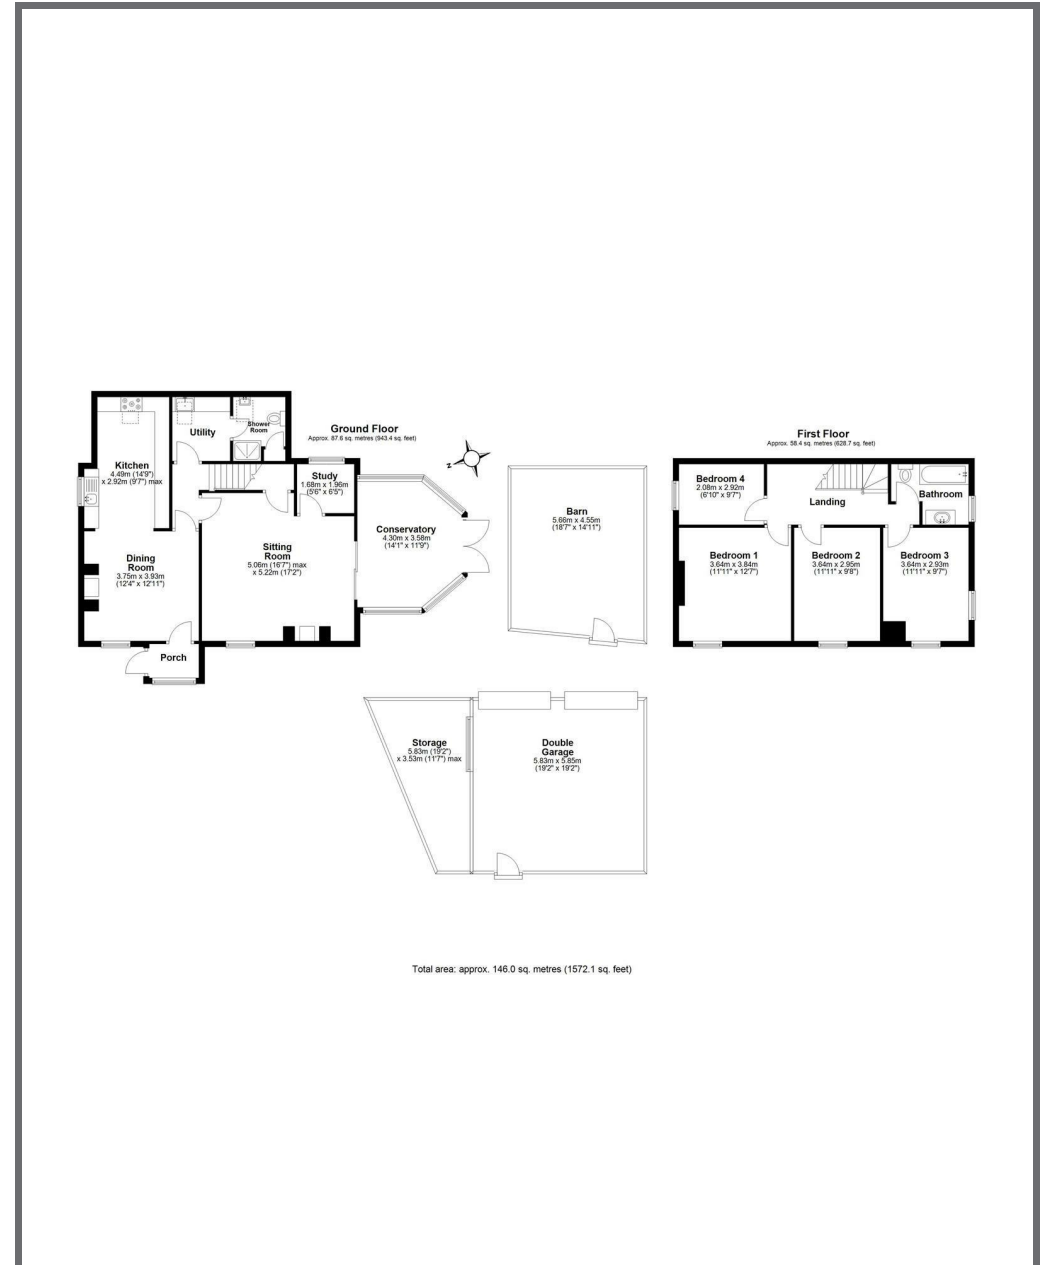 Ground Floor
Approx. 87.6 sq. metres (943.4 sq. feet)
Kitchen
4.49m (14'9")
x 2.92m (9'7") max
Utility
Shower
Room
Study
1.68m x 1.96m
(5'6" x 6'5")
Conservatory
4.30m x 3.58m
(14'1" x 11'9")
Sitting
Room
5.06m (16'7") max
x 5.22m (17'2")
Dining
Room
3.75m x 3.93m
(12'4" x 12'11")
Porch
N
Barn
5.66m x 4.55m
(18'7" x 14'11")
First Floor
Approx. 58.4 sq. metres (628.7 sq. feet)
Bedroom 4
2.08m x 2.92m
(6'10" x 9'7")
Landing
Bathroom
Bedroom 1
3.64m x 3.84m
(11'11" x 12'7")
Bedroom 2
3.64m x 2.95m
(11'11" x 9'8")
Bedroom 3
3.64m x 2.93m
(11'11" x 9'7")
Storage
5.83m (19'2")
x 3.53m (11'7") max
Double
Garage
5.83m x 5.85m
(19'2" x 19'2")
Total area: approx. 146.0 sq. metres (1572.1 sq. feet)